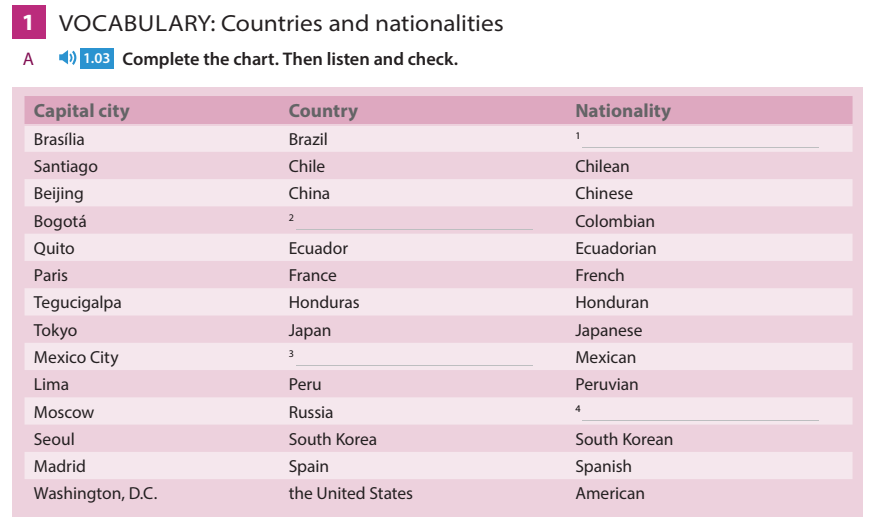 1 VOCABULARY: Countries and nationalities
A 1.03 Complete the chart. Then listen and check.
Capital city Country Nationality
Brasília Brazil 1
Santiago Chile Chilean
Beijing China Chinese
Bogotá 2 Colombian
Quito Ecuador Ecuadorian
Paris France French
Tegucigalpa Honduras Honduran
Tokyo Japan Japanese
Mexico City 3 Mexican
Lima Peru Peruvian
Moscow Russia 4
Seoul South Korea South Korean
Madrid Spain Spanish
Washington, D.C. the United States American